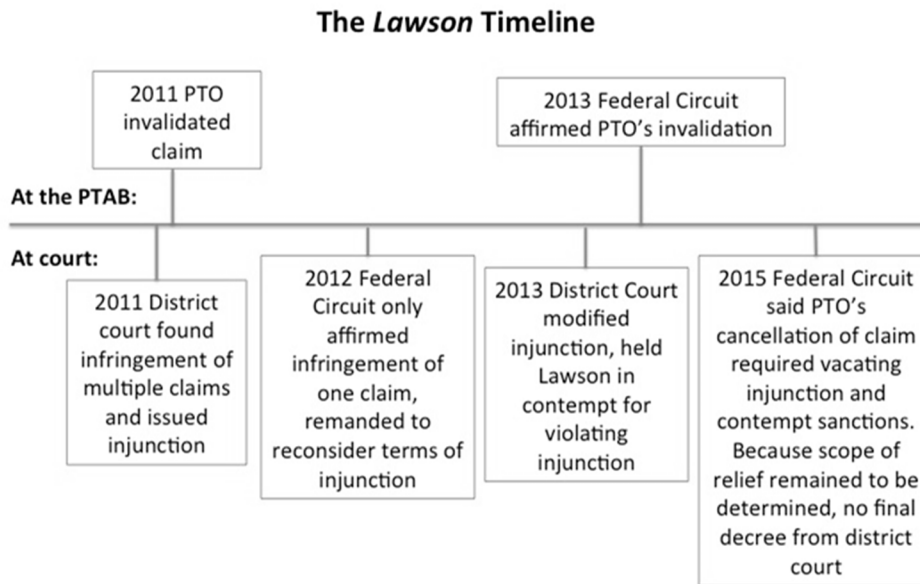 The Lawson Timeline
2011 PTO
invalidated
claim
2013 Federal Circuit
affirmed PTO’s invalidation
At the PTAB:
At court:
2011 District
court found
infringement of
multiple claims
and issued
injunction
2012 Federal
Circuit only
affirmed
infringement of
one claim,
remanded to
reconsider terms of
injunction
2013 District Court
modified
injunction, held
Lawson in
contempt for
violating
injunction
2015 Federal Circuit
said PTO’s
cancellation of claim
required vacating
injunction and
contempt sanctions.
Because scope of
relief remained to be
determined, no final
decree from district
court